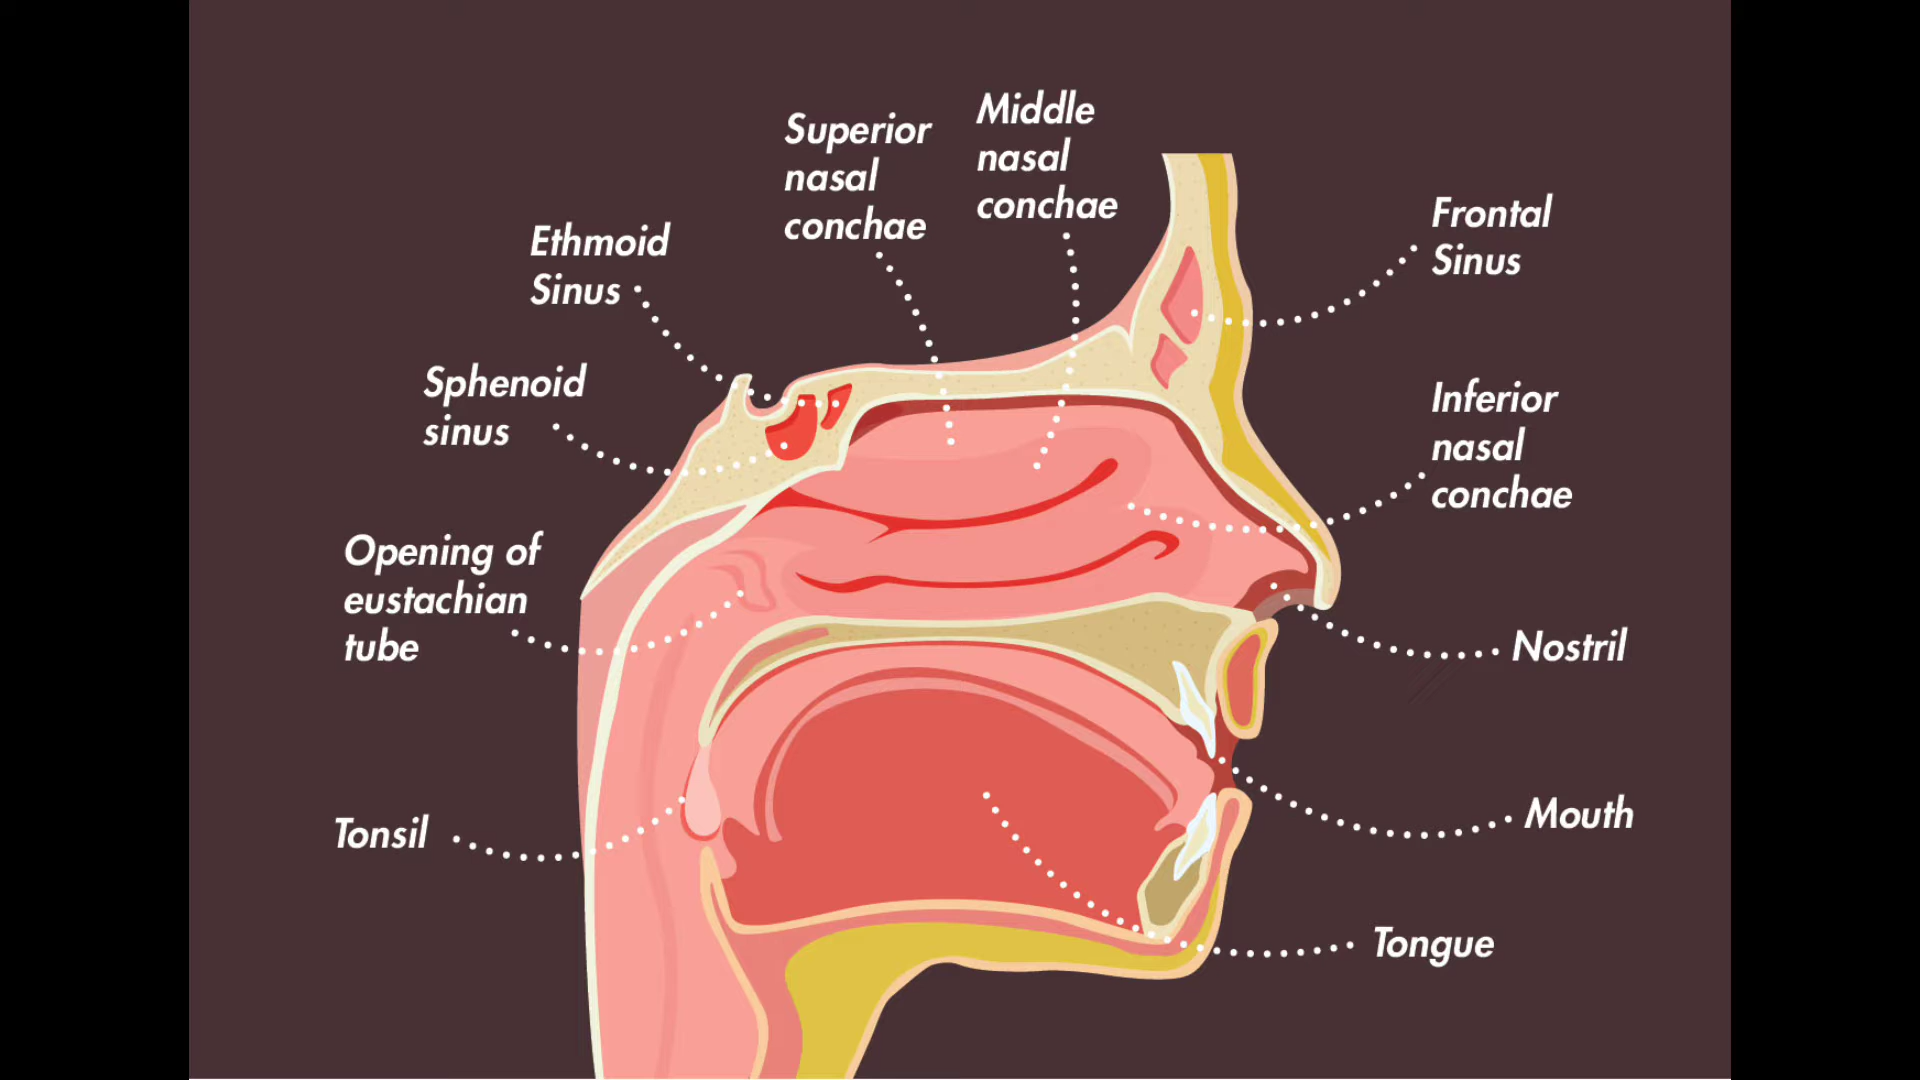 Middle
nasal
conchae
Superior
nasal
conchae
Ethmoid
Sinus
Frontal
Sinus
Sphenoid
sinus
Inferior
nasal
conchae
Opening of
eustachian
tube
Nostril
Tonsil
Mouth
Tongue